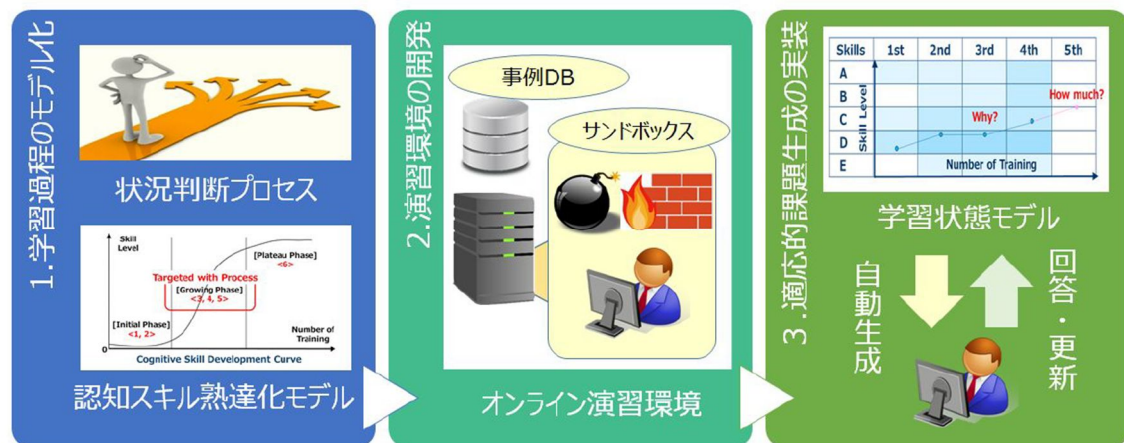 1.学習過程のモデル化
状況判断プロセス
Skill
Level
[Plateau Phase]
<6>
Targeted with Process
[Growing Phase]
<3, 4, 5>
[Initial Phase]
<1, 2>
Number of
Training
0
Cognitive Skill Development Curve
認知スキル熟達化モデル
2.演習環境の開発
事例DB
サンドボックス
オンライン演習環境
3.適応的課題生成の実装
Skills 1st 2nd 3rd 4th 5th
A
B
C
D
E
Skill Level
How much?
Why?
Number of Training
学習状態モデル
自動生成
回答・更新